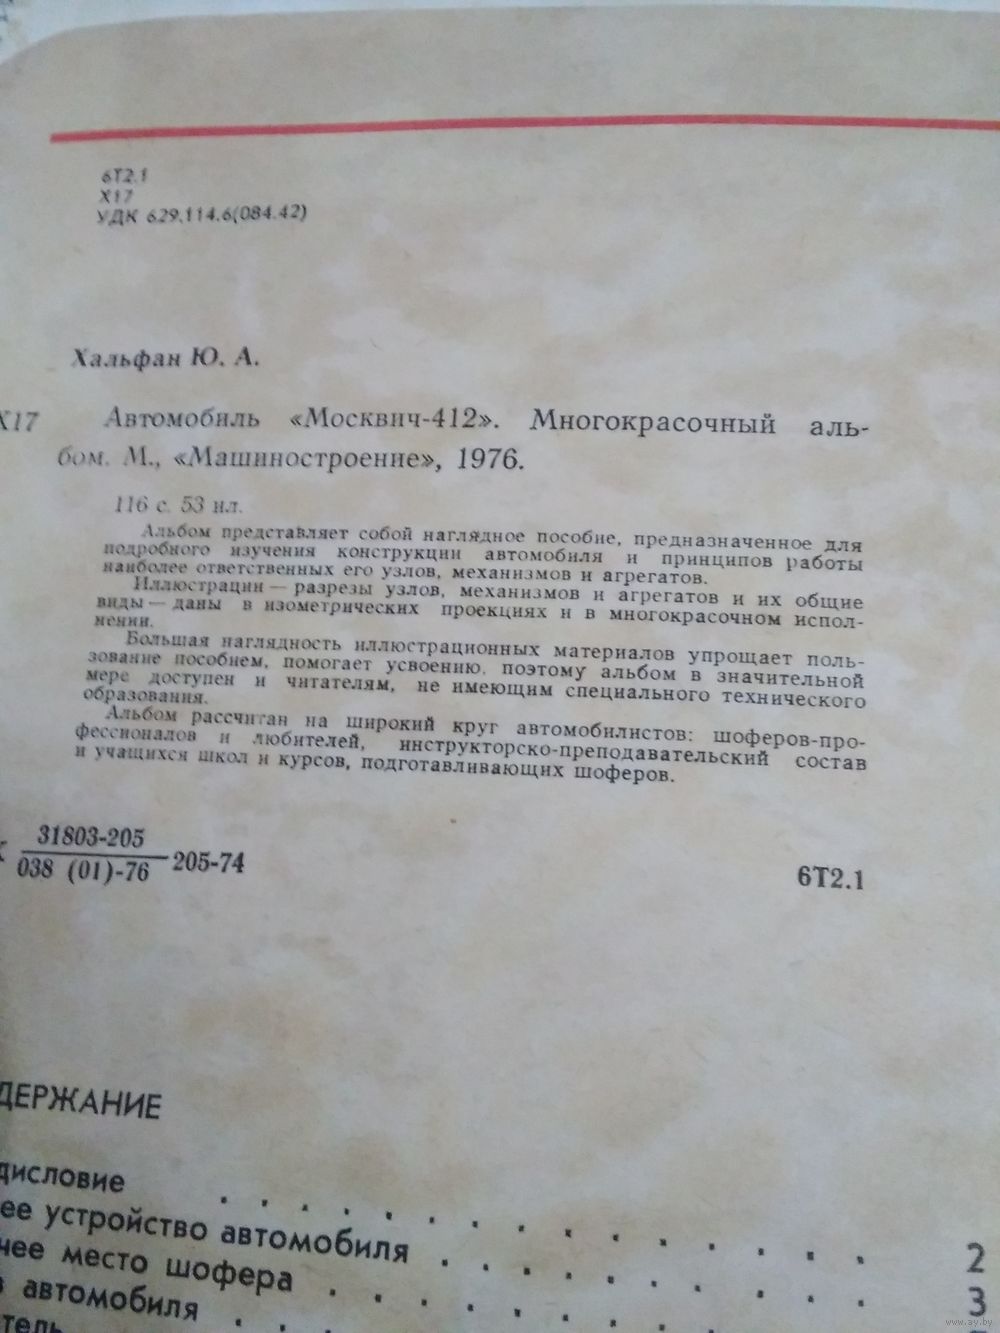 6Т2.1
Х17
УДК 629.114.6(084.42)
Хальфан Ю. А.
Х17 Автомобиль «Москвич-412». Многокрасочный аль-
бом. М., «Машиностроение», 1976.
116 с. 53 ил.
Альбом представляет собой наглядное пособие, предназначенное для
подробного изучения конструкции автомобиля и принципов работы
наиболее ответственных его узлов, механизмов и агрегатов.
Иллюстрации — разрезы узлов, механизмов и агрегатов и их общие
виды — даны в изометрических проекциях и в многокрасочном испол-
нении.
Большая наглядность иллюстрационных материалов упрощает поль-
зование пособием, помогает усвоению, поэтому альбом в значительной
мере доступен и читателям, не имеющим специального технического
образования.
Альбом рассчитан на широкий круг автомобилистов: шоферов-про-
фессионалов и любителей, инструкторско-преподавательский состав
и учащихся школ и курсов, подготавливающих шоферов.
31803-205
038 (01)-76
205-74
6Т2.1
ДЕРЖАНИЕ
дисловие . . . . . . . . . . . . . . . . 2
ее устройство автомобиля . . . . . . . . . . 3
чее место шофера . . . . . . . . . . . . .
автомобиля . . .
тель
www.ay.by